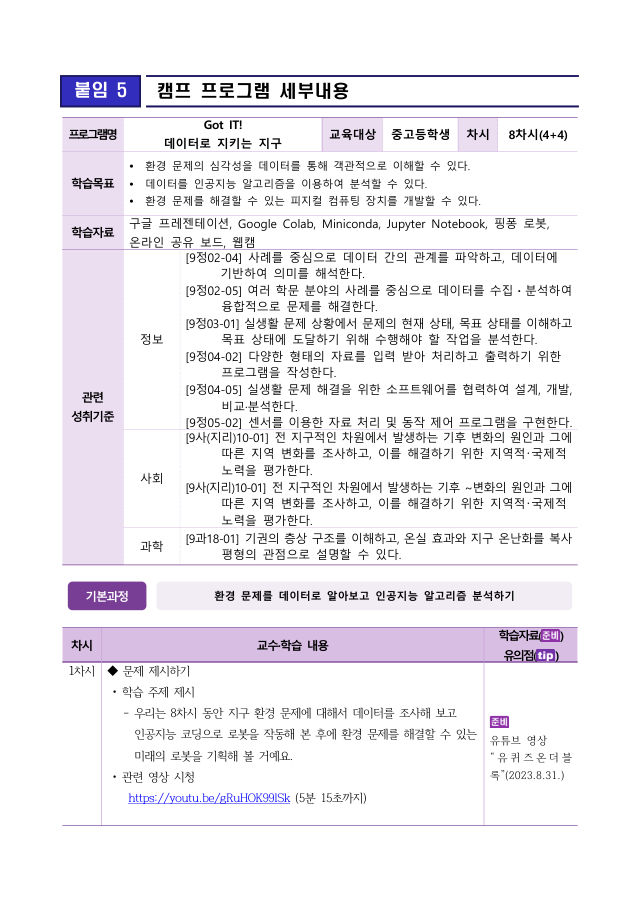 붙임 5 캠프 프로그램 세부내용
프로그램명
Got IT!
데이터로 지키는 지구
교육대상
중고등학생
차시
8차시(4+4)
학습목표
• 환경 문제의 심각성을 데이터를 통해 객관적으로 이해할 수 있다.
• 데이터를 인공지능 알고리즘을 이용하여 분석할 수 있다.
• 환경 문제를 해결할 수 있는 피지컬 컴퓨팅 장치를 개발할 수 있다.
학습자료
구글 프레젠테이션, Google Colab, Miniconda, Jupyter Notebook, 핑퐁 로봇,
온라인 공유 보드, 웹캠
관련
성취기준
정보
[9정02-04] 사례를 중심으로 데이터 간의 관계를 파악하고, 데이터에
기반하여 의미를 해석한다.
[9정02-05] 여러 학문 분야의 사례를 중심으로 데이터를 수집・분석하여
융합적으로 문제를 해결한다.
[9정03-01] 실생활 문제 상황에서 문제의 현재 상태, 목표 상태를 이해하고
목표 상태에 도달하기 위해 수행해야 할 작업을 분석한다.
[9정04-02] 다양한 형태의 자료를 입력 받아 처리하고 출력하기 위한
프로그램을 작성한다.
[9정04-05] 실생활 문제 해결을 위한 소프트웨어를 협력하여 설계, 개발,
비교·분석한다.
[9정05-02] 센서를 이용한 자료 처리 및 동작 제어 프로그램을 구현한다.
사회
[9사(지리)10-01] 전 지구적인 차원에서 발생하는 기후 변화의 원인과 그에
따른 지역 변화를 조사하고, 이를 해결하기 위한 지역적·국제적
노력을 평가한다.
[9사(지리)10-01] 전 지구적인 차원에서 발생하는 기후 ~변화의 원인과 그에
따른 지역 변화를 조사하고, 이를 해결하기 위한 지역적·국제적
노력을 평가한다.
과학
[9과18-01] 기권의 층상 구조를 이해하고, 온실 효과와 지구 온난화를 복사
평형의 관점으로 설명할 수 있다.
기본과정
환경 문제를 데이터로 알아보고 인공지능 알고리즘 분석하기
차시
교수·학습 내용
학습자료(준비)
유의점(tip)
1차시
◆ 문제 제시하기
• 학습 주제 제시
- 우리는 8차시 동안 지구 환경 문제에 대해서 데이터를 조사해 보고
인공지능 코딩으로 로봇을 작동해 본 후에 환경 문제를 해결할 수 있는
미래의 로봇을 기획해 볼 거예요.
• 관련 영상 시청
https://youtu.be/gRuHOK99lSk (5분 15초까지)
준비
유튜브 영상
"유퀴즈온더블
록"(2023.8.31.)